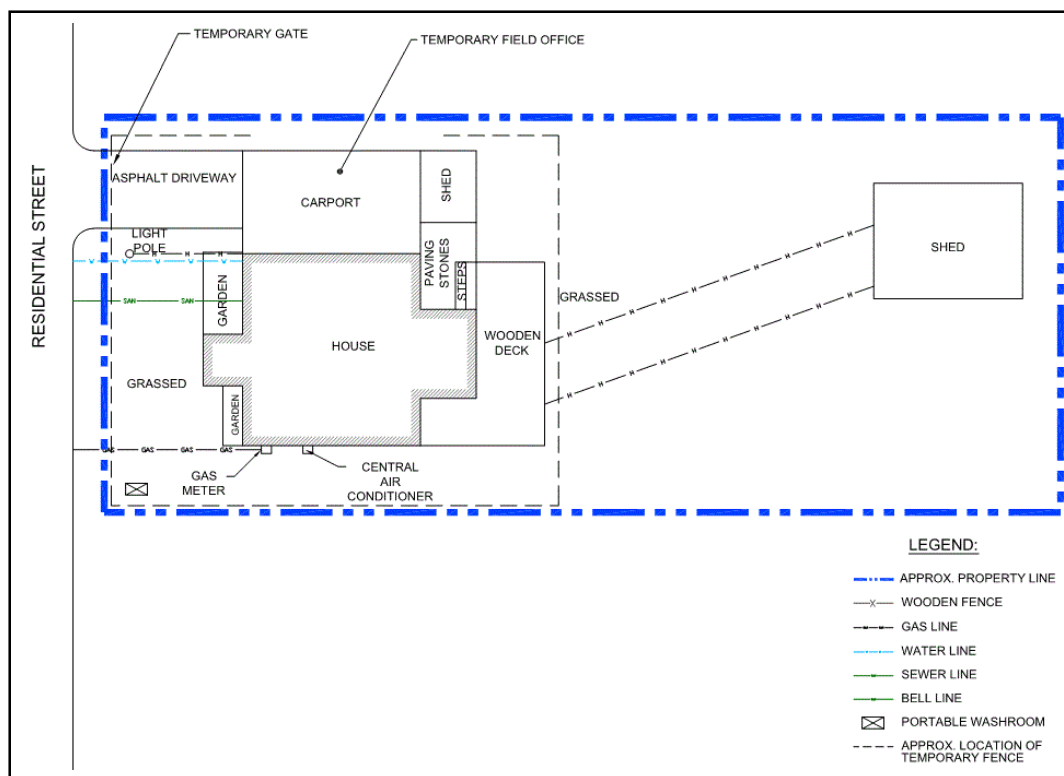 TEMPORARY GATE
TEMPORARY FIELD OFFICE
RESIDENTIAL STREET
ASPHALT DRIVEWAY
CARPORT
SHED
LIGHT
POLE
H H H
W W W W W
SAN SAN
GARDEN
PAVING
STONES
STEPS
GRASSED
HOUSE
WOODEN
DECK
H H H H H H
H H H H H H
SHED
GRASSED
GARDEN
GAS GAS GAS GAS
GAS
METER
CENTRAL
AIR
CONDITIONER
LEGEND:
APPROX. PROPERTY LINE
WOODEN FENCE
GAS LINE
WATER LINE
SEWER LINE
BELL LINE
PORTABLE WASHROOM
APPROX. LOCATION OF
TEMPORARY FENCE